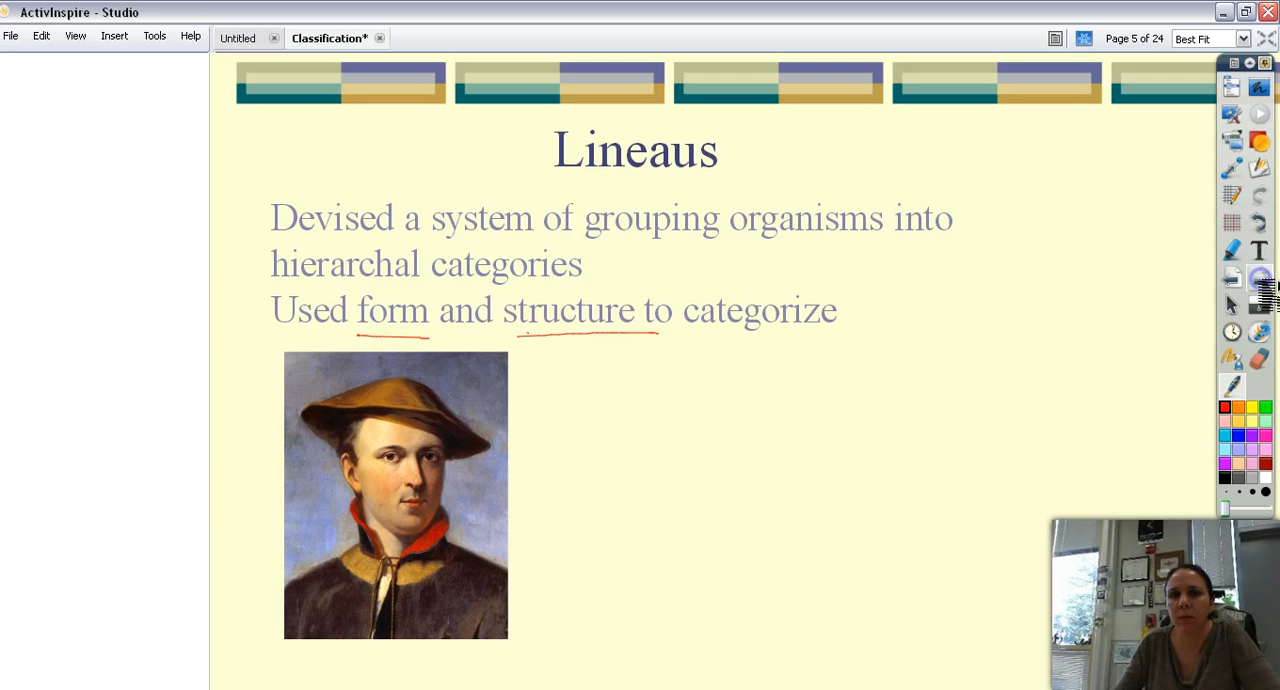 ActivInspire - Studio
File Edit View Insert Tools Help
Untitled Classification* Page 5 of 24 Best Fit
Lineaus
Devised a system of grouping organisms into
hierarchal categories
Used form and structure to categorize